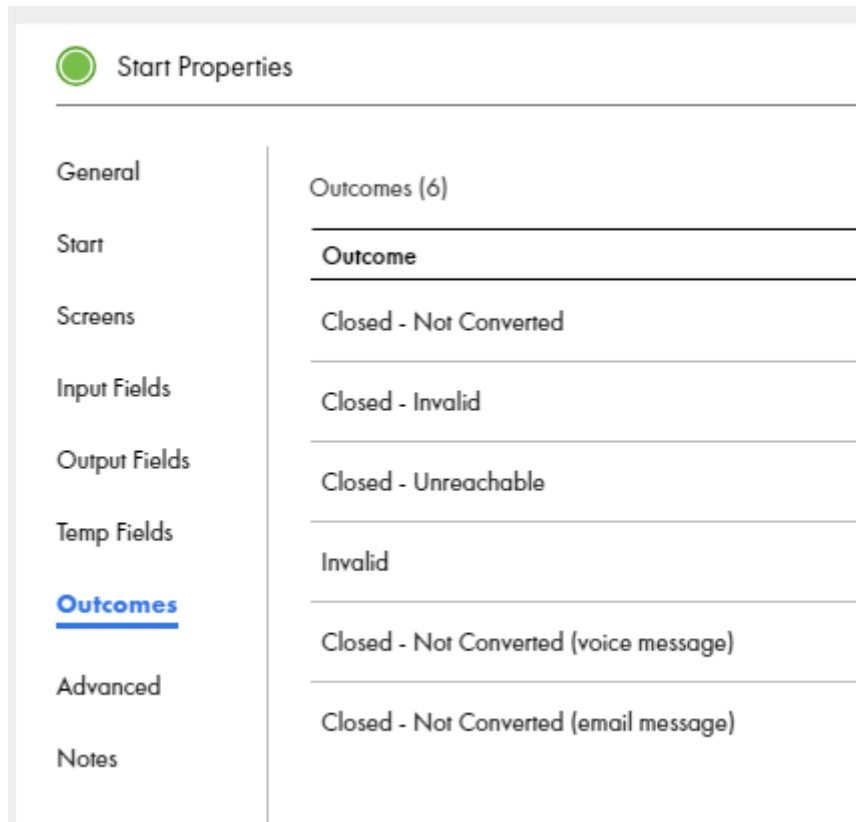 Start Properties
General
Start
Screens
Input Fields
Output Fields
Temp Fields
Outcomes
Advanced
Notes
Outcomes (6)
Outcome
Closed - Not Converted
Closed - Invalid
Closed - Unreachable
Invalid
Closed - Not Converted (voice message)
Closed - Not Converted (email message)